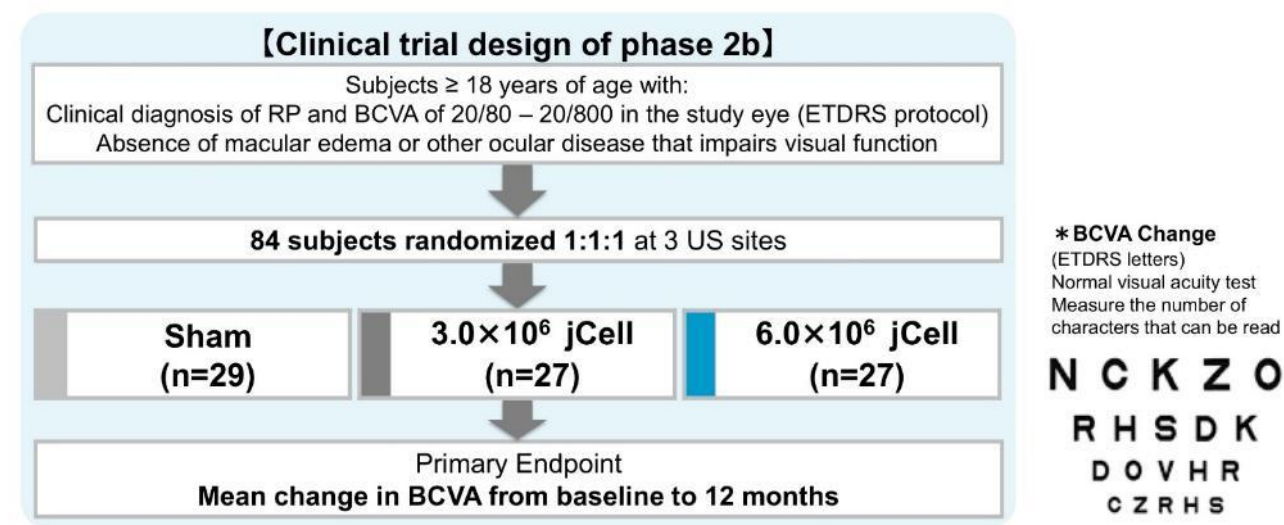 【Clinical trial design of phase 2b】
Subjects ≥ 18 years of age with:
Clinical diagnosis of RP and BCVA of 20/80 – 20/800 in the study eye (ETDRS protocol)
Absence of macular edema or other ocular disease that impairs visual function
84 subjects randomized 1:1:1 at 3 US sites
Sham
(n=29)
3.0×10⁶ jCell
(n=27)
6.0×10⁶ jCell
(n=27)
Primary Endpoint
Mean change in BCVA from baseline to 12 months
＊BCVA Change
(ETDRS letters)
Normal visual acuity test
Measure the number of
characters that can be read
N C K Z O
R H S D K
D O V H R
C Z R H S